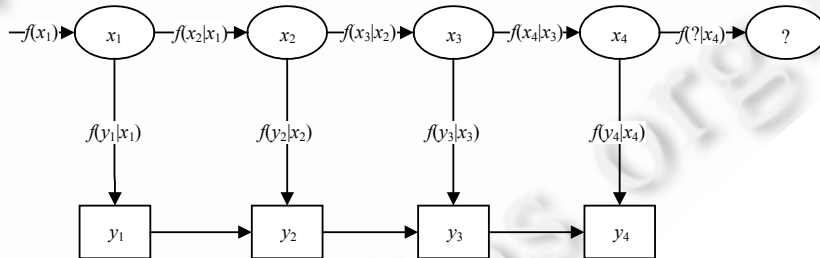 f(x1) x1 f(x2|x1) x2 f(x3|x2) x3 f(x4|x3) x4 f(?|x4) ?
f(y1|x1) f(y2|x2) f(y3|x3) f(y4|x4)
y1 y2 y3 y4
org